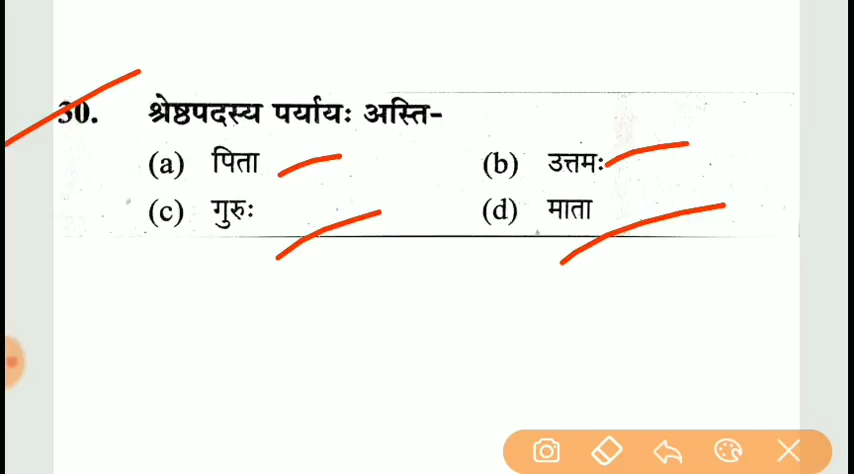 30. श्रेष्ठपदस्य पर्यायः अस्ति-
(a) पिता (b) उत्तमः
(c) गुरुः (d) माता